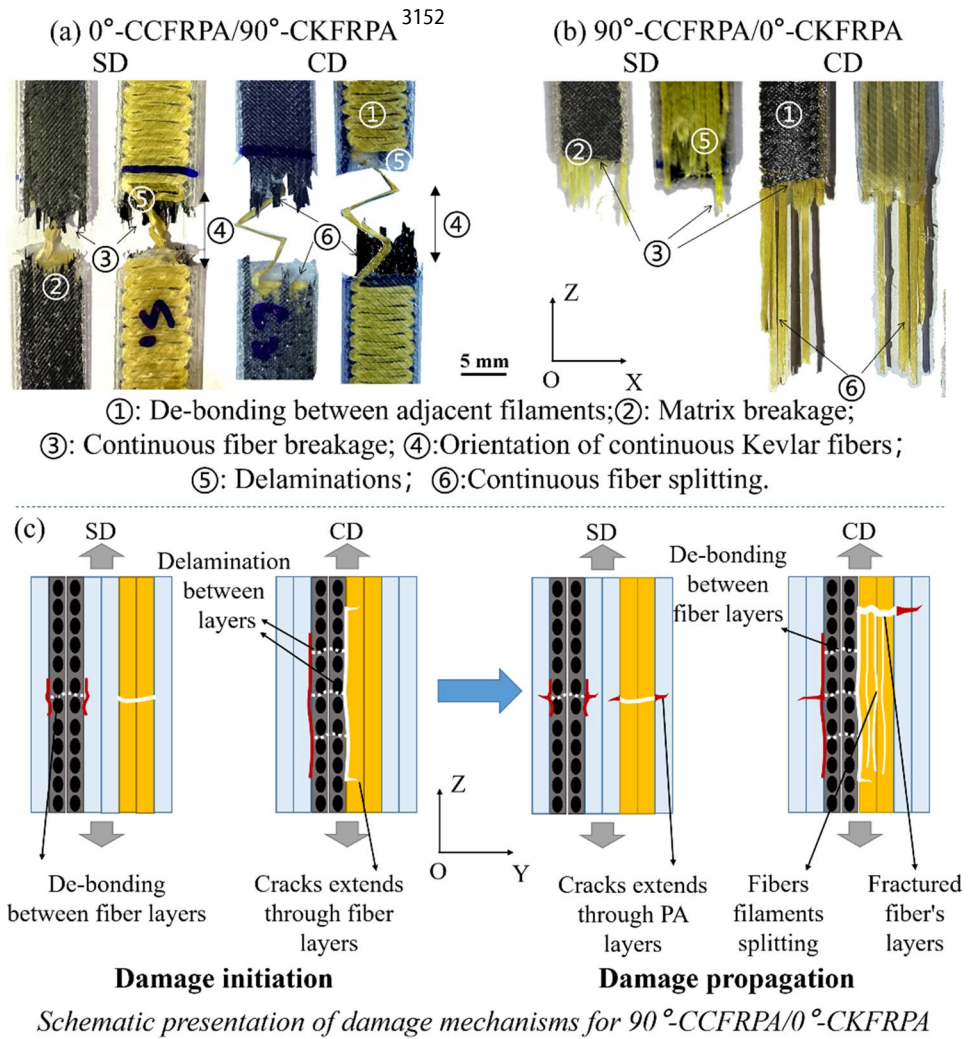 3152
(a) 0°-CCFRPA/90°-CKFRPA
(b) 90°-CCFRPA/0°-CKFRPA
SD
CD
SD
CD
①
⑤
⑤
④
⑥
④
③
②
①
②
⑤
③
⑥
5 mm
Z
O
X
①: De-bonding between adjacent filaments;②: Matrix breakage;
③: Continuous fiber breakage; ④:Orientation of continuous Kevlar fibers;
⑤: Delaminations; ⑥:Continuous fiber splitting.
(c)
SD
CD
SD
CD
Delamination
between
layers
De-bonding
between
fiber layers
Z
O
Y
De-bonding
between fiber layers
Cracks extends
through fiber
layers
Cracks extends
through PA
layers
Fibers
filaments
splitting
Fractured
fiber's
layers
Damage initiation
Damage propagation
Schematic presentation of damage mechanisms for 90°-CCFRPA/0°-CKFRPA